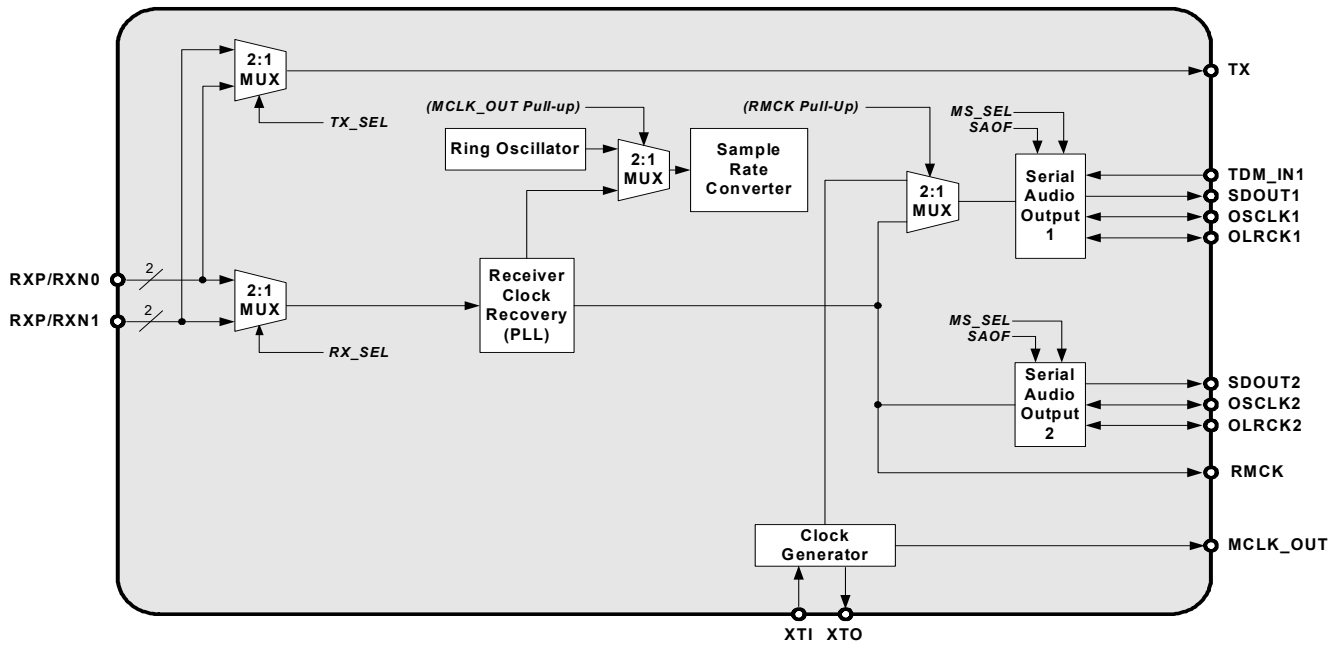 2:1
MUX
TX
TX_SEL
(MCLK_OUT Pull-up)
(RMCK Pull-Up)
MS_SEL
SAOF
Ring Oscillator
2:1
MUX
Sample
Rate
Converter
2:1
MUX
Serial
Audio
Output
1
TDM_IN1
SDOUT1
OSCLK1
OLRCK1
RXP/RXN0
2
RXP/RXN1
2
2:1
MUX
RX_SEL
Receiver
Clock
Recovery
(PLL)
MS_SEL
SAOF
Serial
Audio
Output
2
SDOUT2
OSCLK2
OLRCK2
RMCK
Clock
Generator
MCLK_OUT
XTI XTO